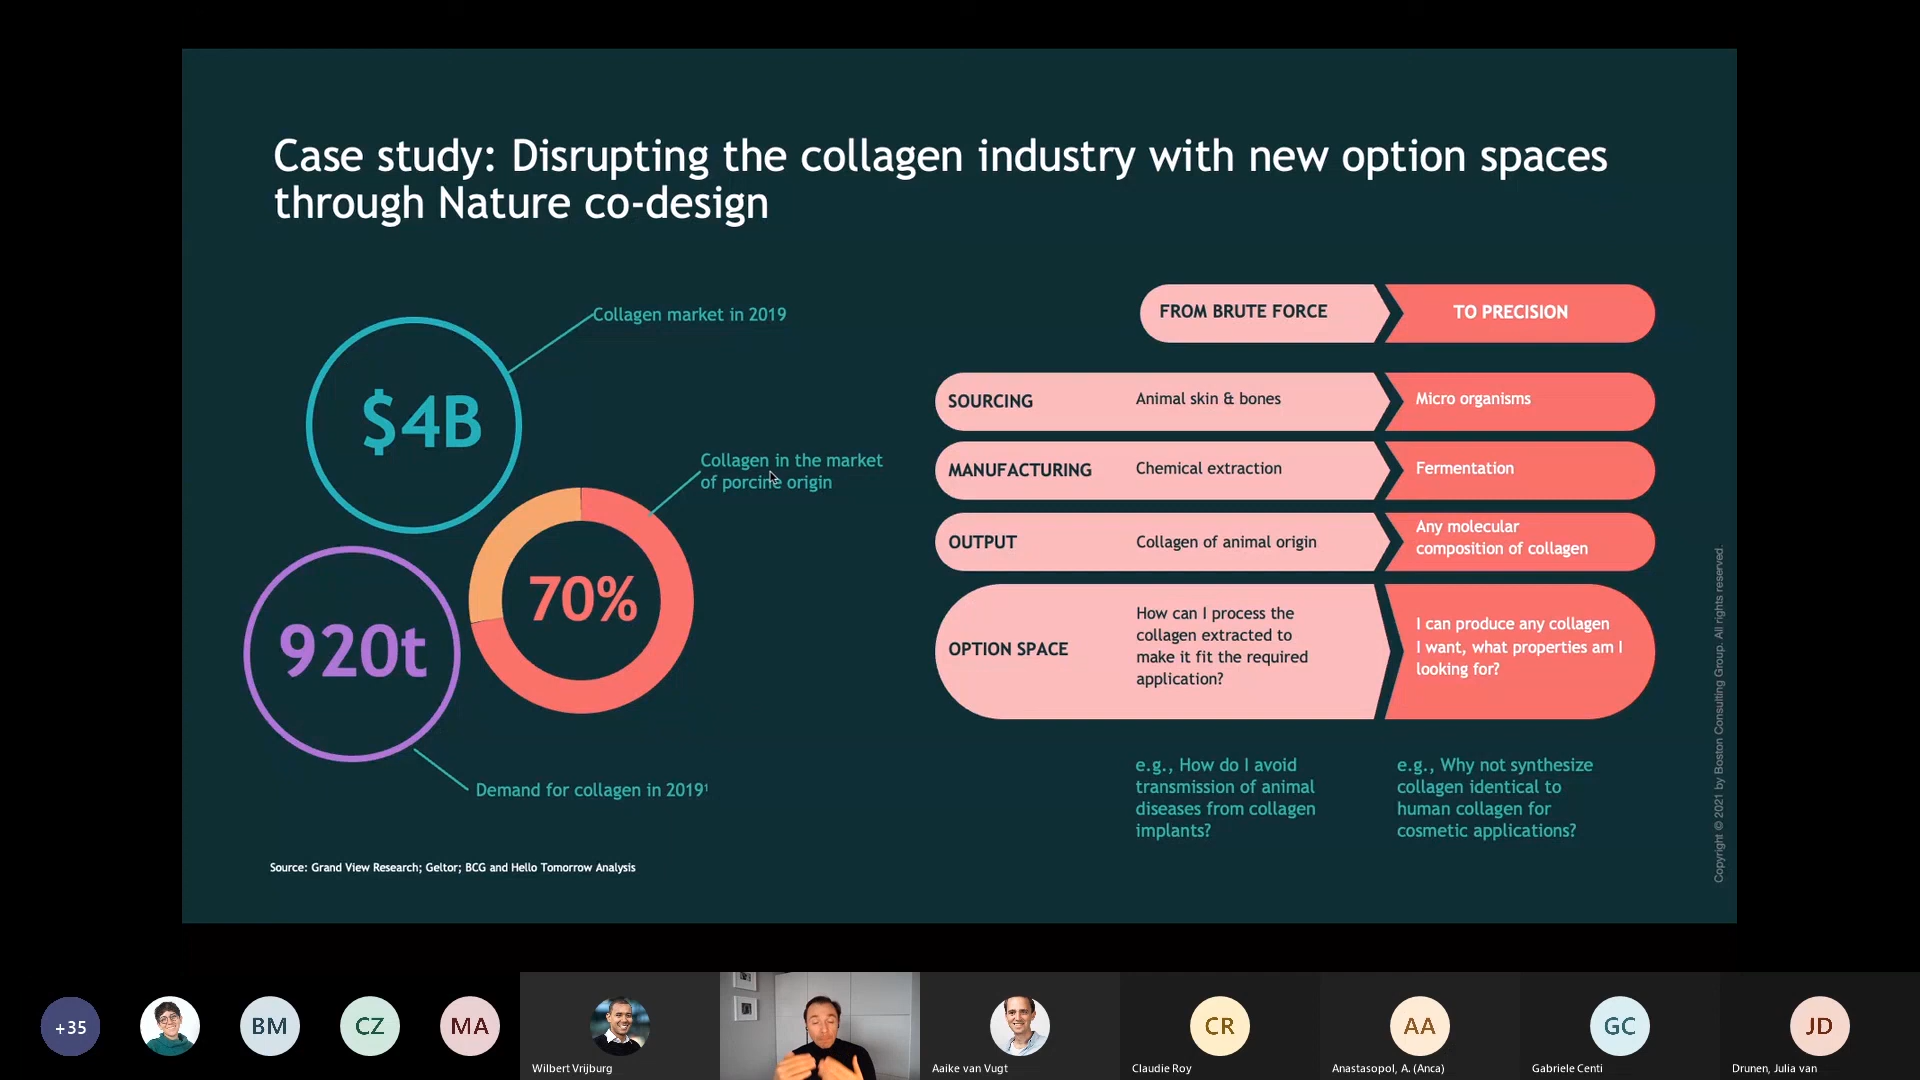 Case study: Disrupting the collagen industry with new option spaces
through Nature co-design
Collagen market in 2019
$4B
Collagen in the market
of porcine origin
70%
920t
Demand for collagen in 2019¹
FROM BRUTE FORCE
TO PRECISION
SOURCING
Animal skin & bones
Micro organisms
MANUFACTURING
Chemical extraction
Fermentation
OUTPUT
Collagen of animal origin
Any molecular
composition of collagen
OPTION SPACE
How can I process the
collagen extracted to
make it fit the required
application?
I can produce any collagen
I want, what properties am I
looking for?
e.g., How do I avoid
transmission of animal
diseases from collagen
implants?
e.g., Why not synthesize
collagen identical to
human collagen for
cosmetic applications?
Source: Grand View Research; Geltor; BCG and Hello Tomorrow Analysis
Copyright © 2021 by Boston Consulting Group. All rights reserved.
+35
BM
CZ
MA
Wilbert Vrijburg
Aaike van Vugt
CR
Claudie Roy
AA
Anastasopol, A. (Anca)
GC
Gabriele Centi
JD
Drunen, Julia van